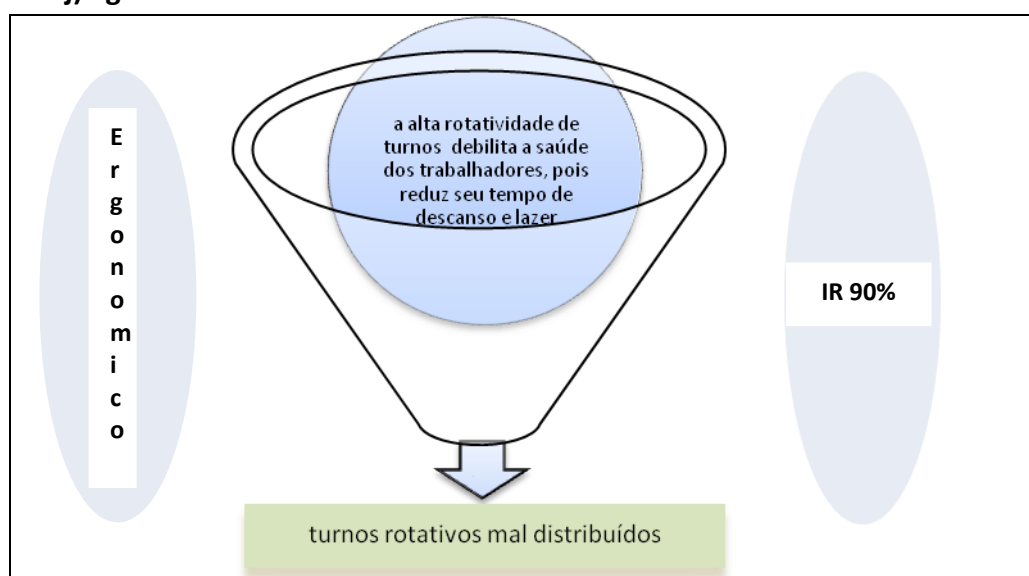 E
r
g
o
n
o
m
i
c
o
a alta rotatividade de
turnos debilita a saúde
dos trabalhadores, pois
reduz seu tempo de
descanso e lazer
IR 90%
turnos rotativos mal distribuídos